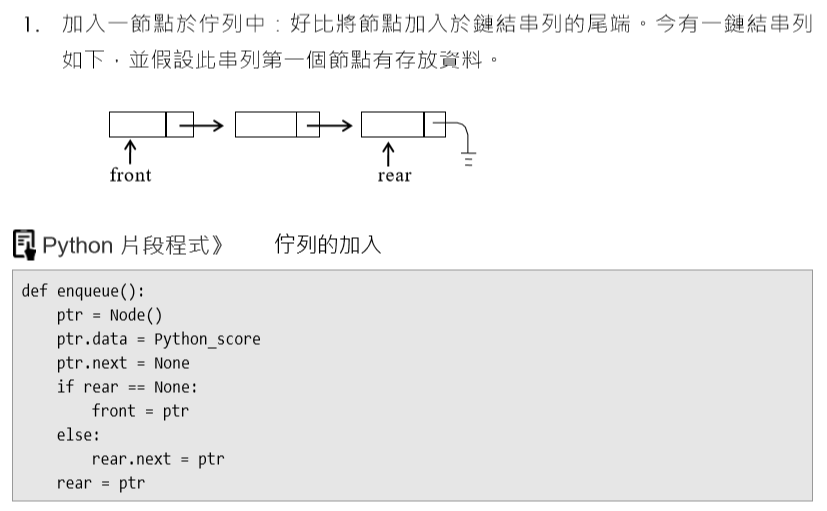 1. 加入一節點於佇列中：好比將節點加入於鏈結串列的尾端。今有一鏈結串列
如下，並假設此串列第一個節點有存放資料。
front
rear
Python 片段程式》 佇列的加入
def enqueue():
    ptr = Node()
    ptr.data = Python_score
    ptr.next = None
    if rear == None:
        front = ptr
    else:
        rear.next = ptr
    rear = ptr